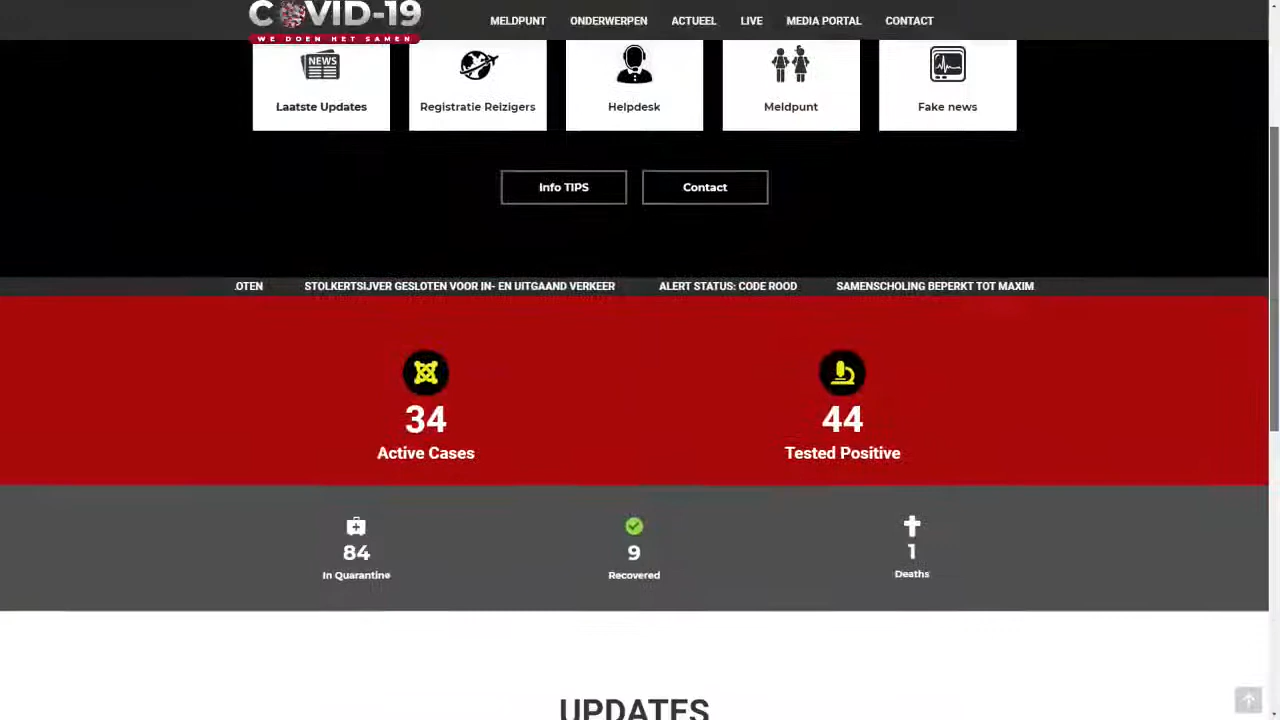 COVID-19
WE DOEN HET SAMEN
MELDPUNT ONDERWERPEN ACTUEEL LIVE MEDIA PORTAL CONTACT
NEWS
Laatste Updates Registratie Reizigers Helpdesk Meldpunt Fake news
Info TIPS Contact
.OTEN STOLKERTSIJVER GESLOTEN VOOR IN- EN UITGAAND VERKEER ALERT STATUS: CODE ROOD SAMENSCHOLING BEPERKT TOT MAXIM
34 44
Active Cases Tested Positive
84 9 1
In Quarantine Recovered Deaths
UPDATES